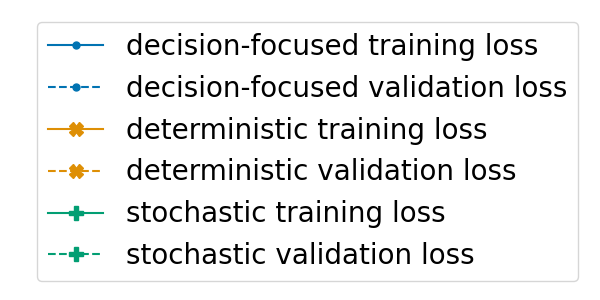 decision-focused training loss
decision-focused validation loss
deterministic training loss
deterministic validation loss
stochastic training loss
stochastic validation loss